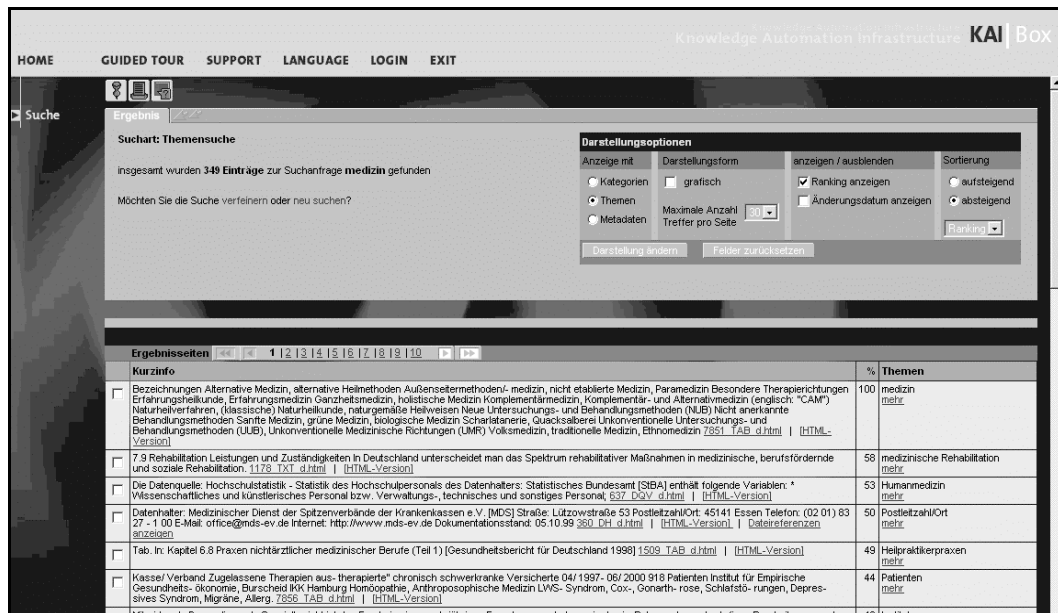 Knowledge Automation Infrastructure KAI Box
HOME GUIDED TOUR SUPPORT LANGUAGE LOGIN EXIT
Suche
Ergebnis
Suchart: Themensuche
insgesamt wurden 349 Einträge zur Suchanfrage medizin gefunden
Möchten Sie die Suche verfeinern oder neu suchen?
Darstellungsoptionen
Anzeige mit Darstellungsform anzeigen / ausblenden Sortierung
Kategorien grafisch Ranking anzeigen aufsteigend
Themen Maximale Anzahl Treffer pro Seite 30 Änderungsdatum anzeigen absteigend
Metadaten Ranking
Darstellung ändern Felder zurücksetzen
Ergebnisseiten 1 | 2 | 3 | 4 | 5 | 6 | 7 | 8 | 9 | 10
Kurzinfo % Themen
Bezeichnungen Alternative Medizin, alternative Heilmethoden Außenseitermethoden/- medizin, nicht etablierte Medizin, Paramedizin Besondere Therapierichtungen 100 medizin
Erfahrungsheilkunde, Erfahrungsmedizin Ganzheitsmedizin, holistische Medizin Komplementärmedizin, Komplementär- und Alternativmedizin (englisch: "CAM") mehr
Naturheilverfahren, (klassische) Naturheilkunde, naturgemäße Heilweisen Neue Untersuchungs- und Behandlungsmethoden (NUB) Nicht anerkannte
Behandlungsmethoden Sanfte Medizin, grüne Medizin, biologische Medizin Scharlatanerie, Quacksalberei Unkonventionelle Untersuchungs- und
Behandlungsmethoden (UUB), Unkonventionelle Medizinische Richtungen (UMR) Volksmedizin, traditionelle Medizin, Ethnomedizin 7851_TAB_d.html | [HTML-
Version]
7.9 Rehabilitation Leistungen und Zuständigkeiten In Deutschland unterscheidet man das Spektrum rehabilitativer Maßnahmen in medizinische, berufsfördernde 58 medizinische Rehabilitation
und soziale Rehabilitation. 1178_TXT_d.html | [HTML-Version] mehr
Die Datenquelle: Hochschulstatistik - Statistik des Hochschulpersonals des Datenhalters: Statistisches Bundesamt [StBA] enthält folgende Variablen: * 53 Humanmedizin
Wissenschaftliches und künstlerisches Personal bzw. Verwaltungs-, technisches und sonstiges Personal; 637_DQV_d.html | [HTML-Version] mehr
Datenhalter: Medizinischer Dienst der Spitzenverbände der Krankenkassen e.V. [MDS] Straße: Lützowstraße 53 Postleitzahl/Ort: 45141 Essen Telefon: (02 01) 83 50 Postleitzahl/Ort
27 - 1 00 E-Mail: office@mds-ev.de Internet: http://www.mds-ev.de Dokumentationsstand: 05.10.99 360_DH_d.html | [HTML-Version] | Dateireferenzen mehr
anzeigen
Tab. In: Kapitel 6.8 Praxen nichtärztlicher medizinischer Berufe (Teil 1) [Gesundheitsbericht für Deutschland 1998] 1509_TAB_d.html | [HTML-Version] 49 Heilpraktikerpraxen
mehr
Kasse/ Verband Zugelassene Therapien aus- therapierte" chronisch schwerkranke Versicherte 04/ 1997- 06/ 2000 918 Patienten Institut für Empirische 44 Patienten
Gesundheits- ökonomie, Burscheid IKK Hamburg Homöopathie, Anthroposophische Medizin LWS- Syndrom, Cox-, Gonarth- rose, Schlafstö- rungen, Depres- mehr
sives Syndrom, Migräne, Allerg. 7856_TAB_d.html | [HTML-Version]